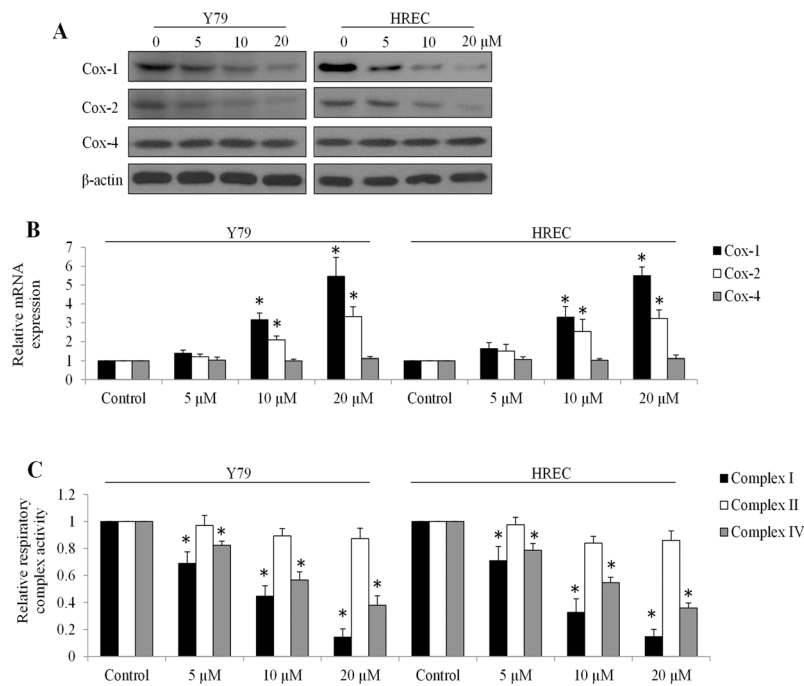 A
Y79 HREC
0 5 10 20 0 5 10 20 μM
Cox-1
Cox-2
Cox-4
β-actin
B
Y79 HREC
Relative mRNA
expression
7
6
5
4
3
2
1
0
* * * * * * * *
Control 5 μM 10 μM 20 μM Control 5 μM 10 μM 20 μM
Cox-1
Cox-2
Cox-4
C
Y79 HREC
Relative respiratory
complex activity
1.2
1
0.8
0.6
0.4
0.2
0
* * * * * * * * * * * *
Control 5 μM 10 μM 20 μM Control 5 μM 10 μM 20 μM
Complex I
Complex II
Complex IV